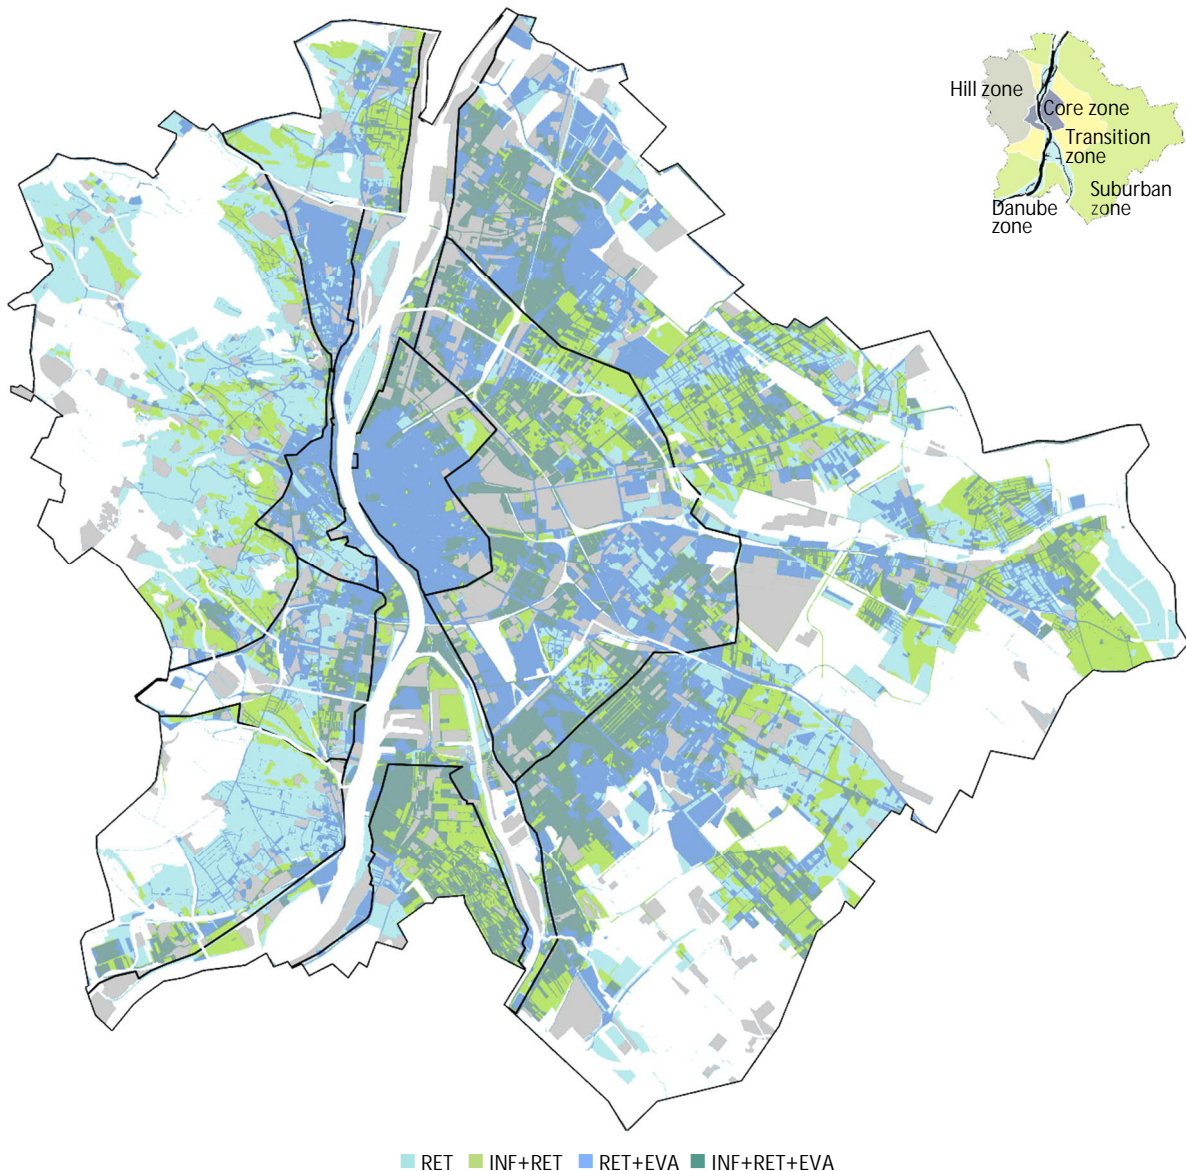 Hill zone
Core zone
Transition
zone
Suburban
zone
Danube
zone
RET INF+RET RET+EVA INF+RET+EVA